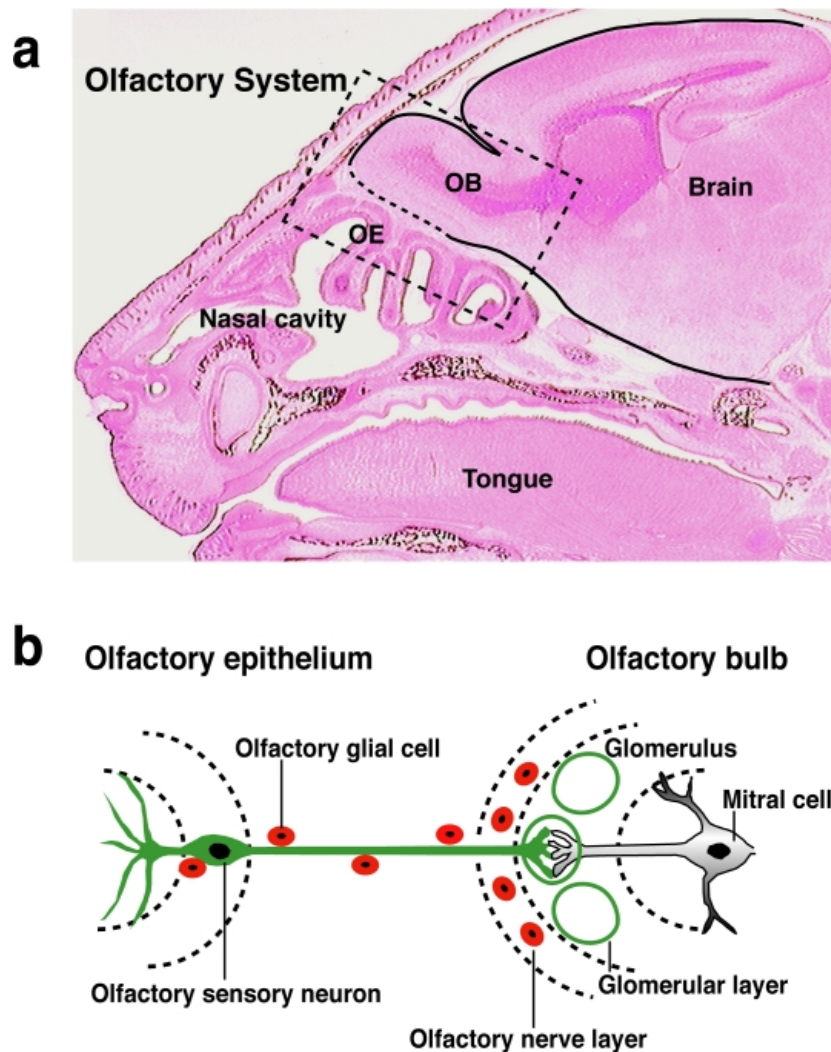 a
Olfactory System
OB
Brain
OE
Nasal cavity
Tongue
b
Olfactory epithelium
Olfactory bulb
Olfactory glial cell
Glomerulus
Mitral cell
Olfactory sensory neuron
Glomerular layer
Olfactory nerve layer